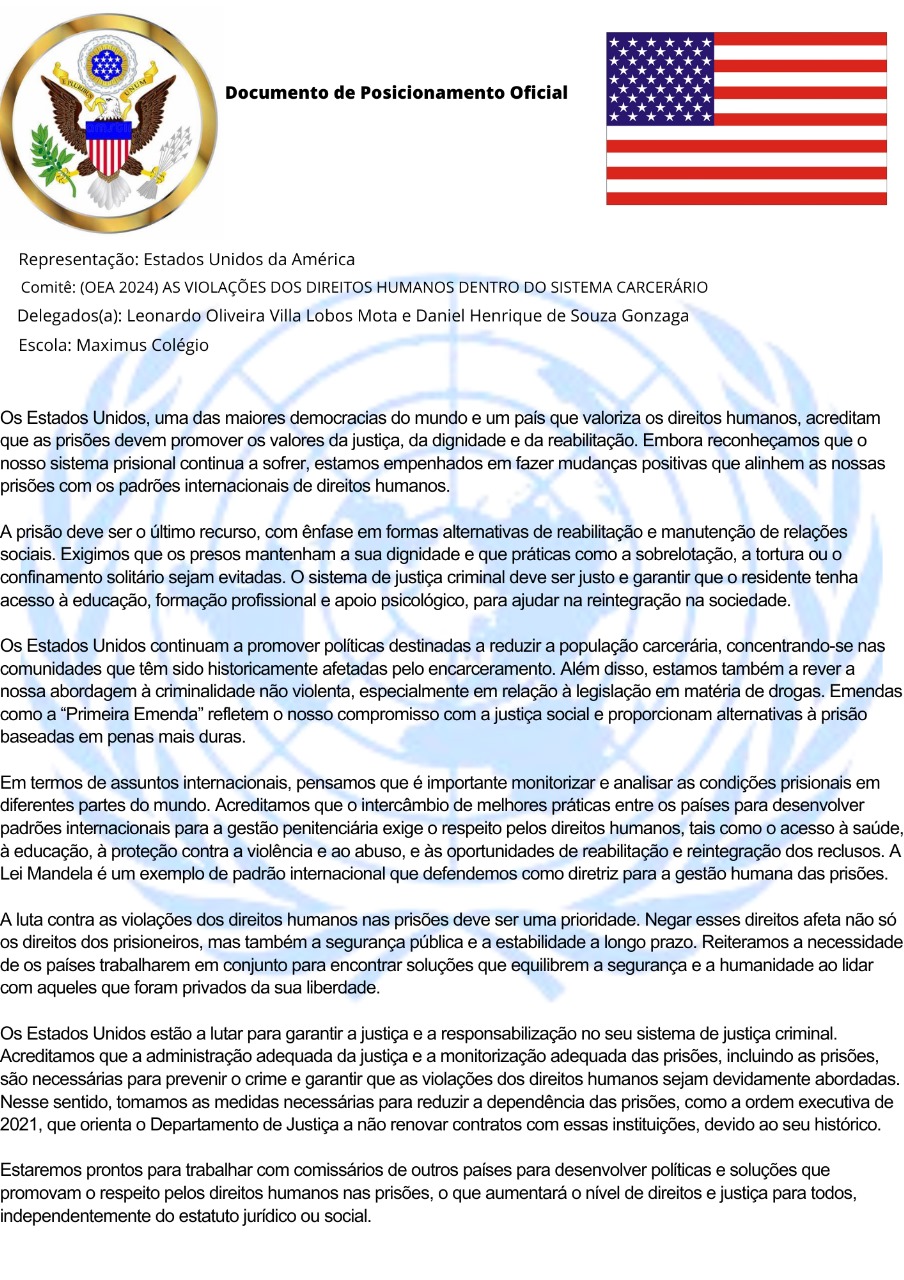 E PLURIBUS UNUM
Documento de Posicionamento Oficial
Representação: Estados Unidos da América
Comitê: (OEA 2024) AS VIOLAÇÕES DOS DIREITOS HUMANOS DENTRO DO SISTEMA CARCERÁRIO
Delegados(a): Leonardo Oliveira Villa Lobos Mota e Daniel Henrique de Souza Gonzaga
Escola: Maximus Colégio
Os Estados Unidos, uma das maiores democracias do mundo e um país que valoriza os direitos humanos, acreditam
que as prisões devem promover os valores da justiça, da dignidade e da reabilitação. Embora reconheçamos que o
nosso sistema prisional continua a sofrer, estamos empenhados em fazer mudanças positivas que alinhem as nossas
prisões com os padrões internacionais de direitos humanos.
A prisão deve ser o último recurso, com ênfase em formas alternativas de reabilitação e manutenção de relações
sociais. Exigimos que os presos mantenham a sua dignidade e que práticas como a sobrelotação, a tortura ou o
confinamento solitário sejam evitadas. O sistema de justiça criminal deve ser justo e garantir que o residente tenha
acesso à educação, formação profissional e apoio psicológico, para ajudar na reintegração na sociedade.
Os Estados Unidos continuam a promover políticas destinadas a reduzir a população carcerária, concentrando-se nas
comunidades que têm sido historicamente afetadas pelo encarceramento. Além disso, estamos também a rever a
nossa abordagem à criminalidade não violenta, especialmente em relação à legislação em matéria de drogas. Emendas
como a “Primeira Emenda” refletem o nosso compromisso com a justiça social e proporcionam alternativas à prisão
baseadas em penas mais duras.
Em termos de assuntos internacionais, pensamos que é importante monitorizar e analisar as condições prisionais em
diferentes partes do mundo. Acreditamos que o intercâmbio de melhores práticas entre os países para desenvolver
padrões internacionais para a gestão penitenciária exige o respeito pelos direitos humanos, tais como o acesso à saúde,
à educação, à proteção contra a violência e ao abuso, e às oportunidades de reabilitação e reintegração dos reclusos. A
Lei Mandela é um exemplo de padrão internacional que defendemos como diretriz para a gestão humana das prisões.
A luta contra as violações dos direitos humanos nas prisões deve ser uma prioridade. Negar esses direitos afeta não só
os direitos dos prisioneiros, mas também a segurança pública e a estabilidade a longo prazo. Reiteramos a necessidade
de os países trabalharem em conjunto para encontrar soluções que equilibrem a segurança e a humanidade ao lidar
com aqueles que foram privados da sua liberdade.
Os Estados Unidos estão a lutar para garantir a justiça e a responsabilização no seu sistema de justiça criminal.
Acreditamos que a administração adequada da justiça e a monitorização adequada das prisões, incluindo as prisões,
são necessárias para prevenir o crime e garantir que as violações dos direitos humanos sejam devidamente abordadas.
Nesse sentido, tomamos as medidas necessárias para reduzir a dependência das prisões, como a ordem executiva de
2021, que orienta o Departamento de Justiça a não renovar contratos com essas instituições, devido ao seu histórico.
Estaremos prontos para trabalhar com comissários de outros países para desenvolver políticas e soluções que
promovam o respeito pelos direitos humanos nas prisões, o que aumentará o nível de direitos e justiça para todos,
independentemente do estatuto jurídico ou social.